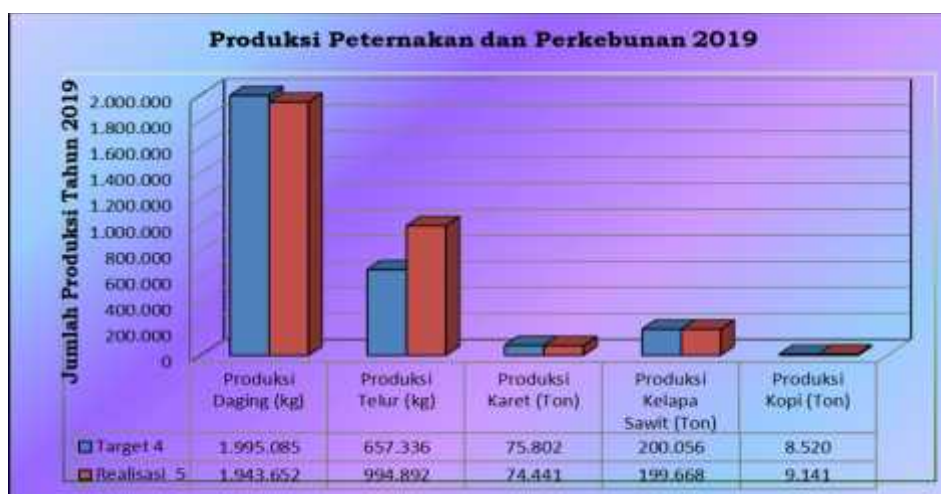 Produksi Peternakan dan Perkebunan 2019
Jumlah Produksi Tahun 2019
2.000.000
1.800.000
1.600.000
1.400.000
1.200.000
1.000.000
800.000
600.000
400.000
200.000
0
Produksi Daging (kg)
Produksi Telur (kg)
Produksi Karet (Ton)
Produksi Kelapa Sawit (Ton)
Produksi Kopi (Ton)
Target 4 1.995.085 657.336 75.802 200.056 8.520
Realisasi 5 1.943.652 994.892 74.441 199.668 9.141